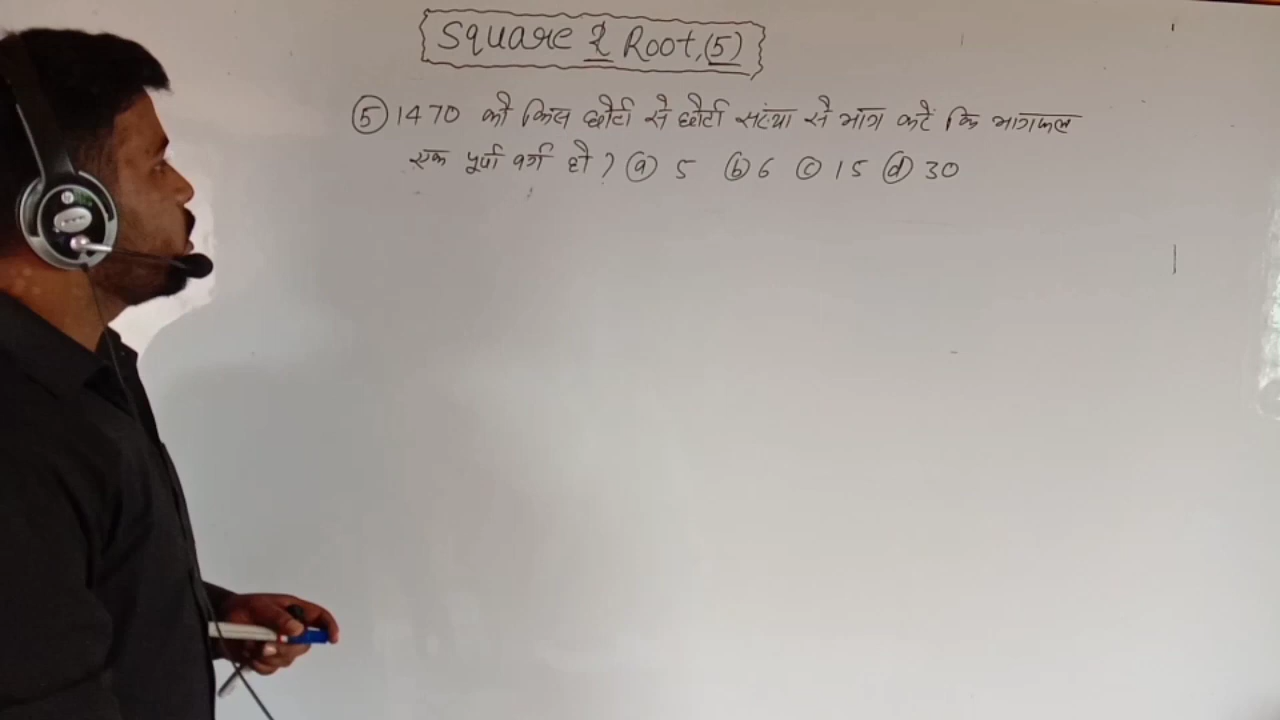 Square & Root, (5)
(5) 1470 को किस छोटी से छोटी संख्या से भाग करें कि भागफल
एक पूर्ण वर्ग हो ? (a) 5 (b) 6 (c) 15 (d) 30